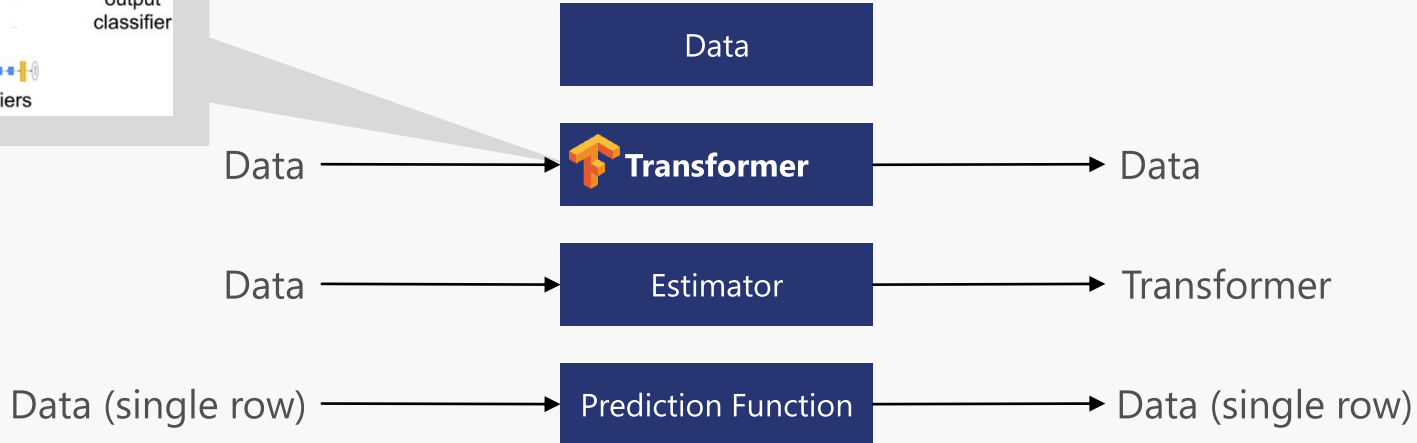 output
classifier
iers
Data
Data
Transformer
Data
Data
Estimator
Transformer
Data (single row)
Prediction Function
Data (single row)